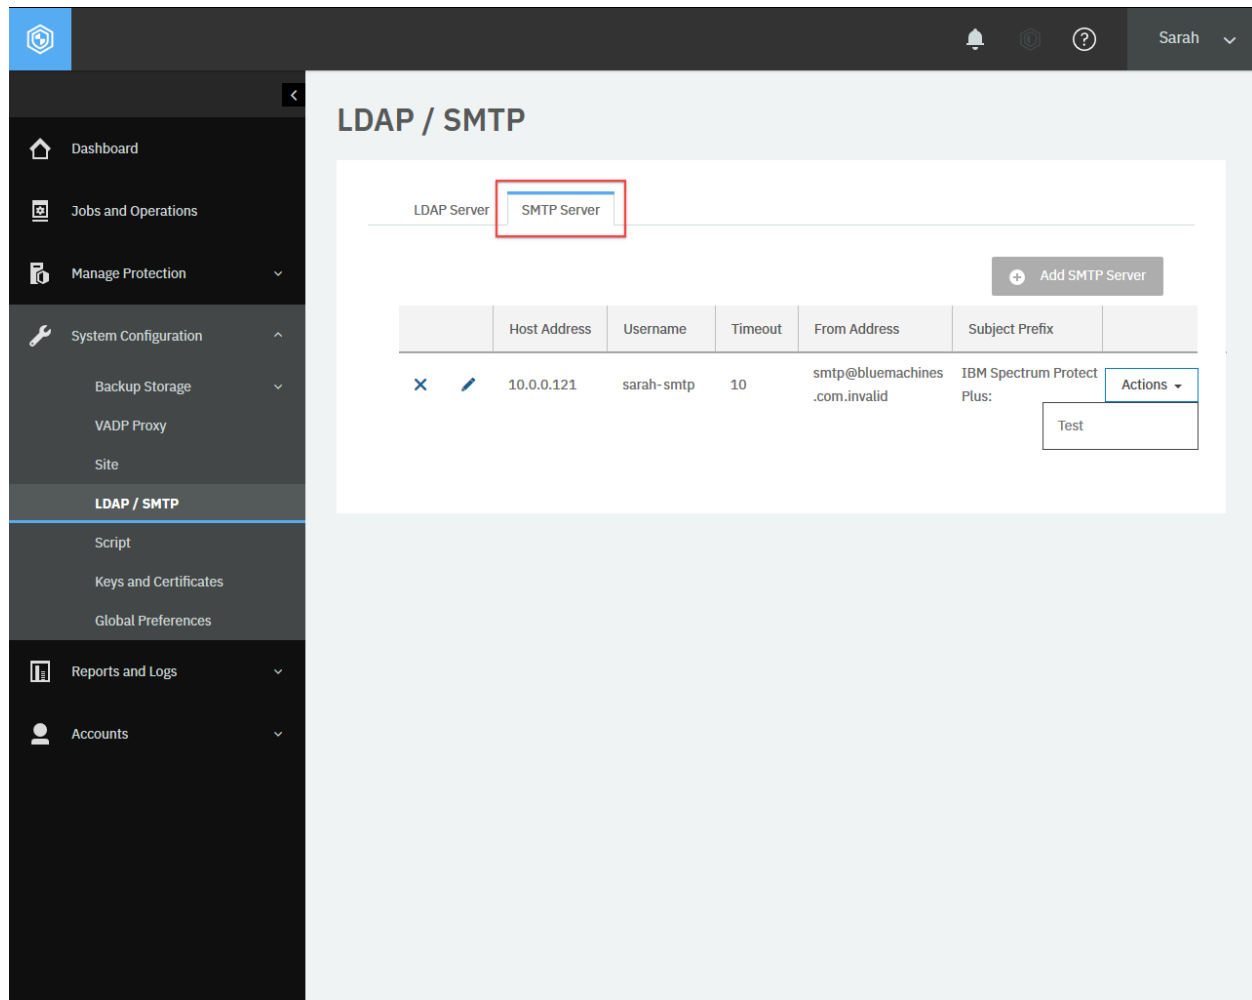 Sarah
LDAP / SMTP
Dashboard
Jobs and Operations
Manage Protection
System Configuration
Backup Storage
VADP Proxy
Site
LDAP / SMTP
Script
Keys and Certificates
Global Preferences
Reports and Logs
Accounts
LDAP Server
SMTP Server
Add SMTP Server
Host Address Username Timeout From Address Subject Prefix
10.0.0.121 sarah-smtp 10 smtp@bluemachines
.com.invalid
IBM Spectrum Protect
Plus:
Actions
Test